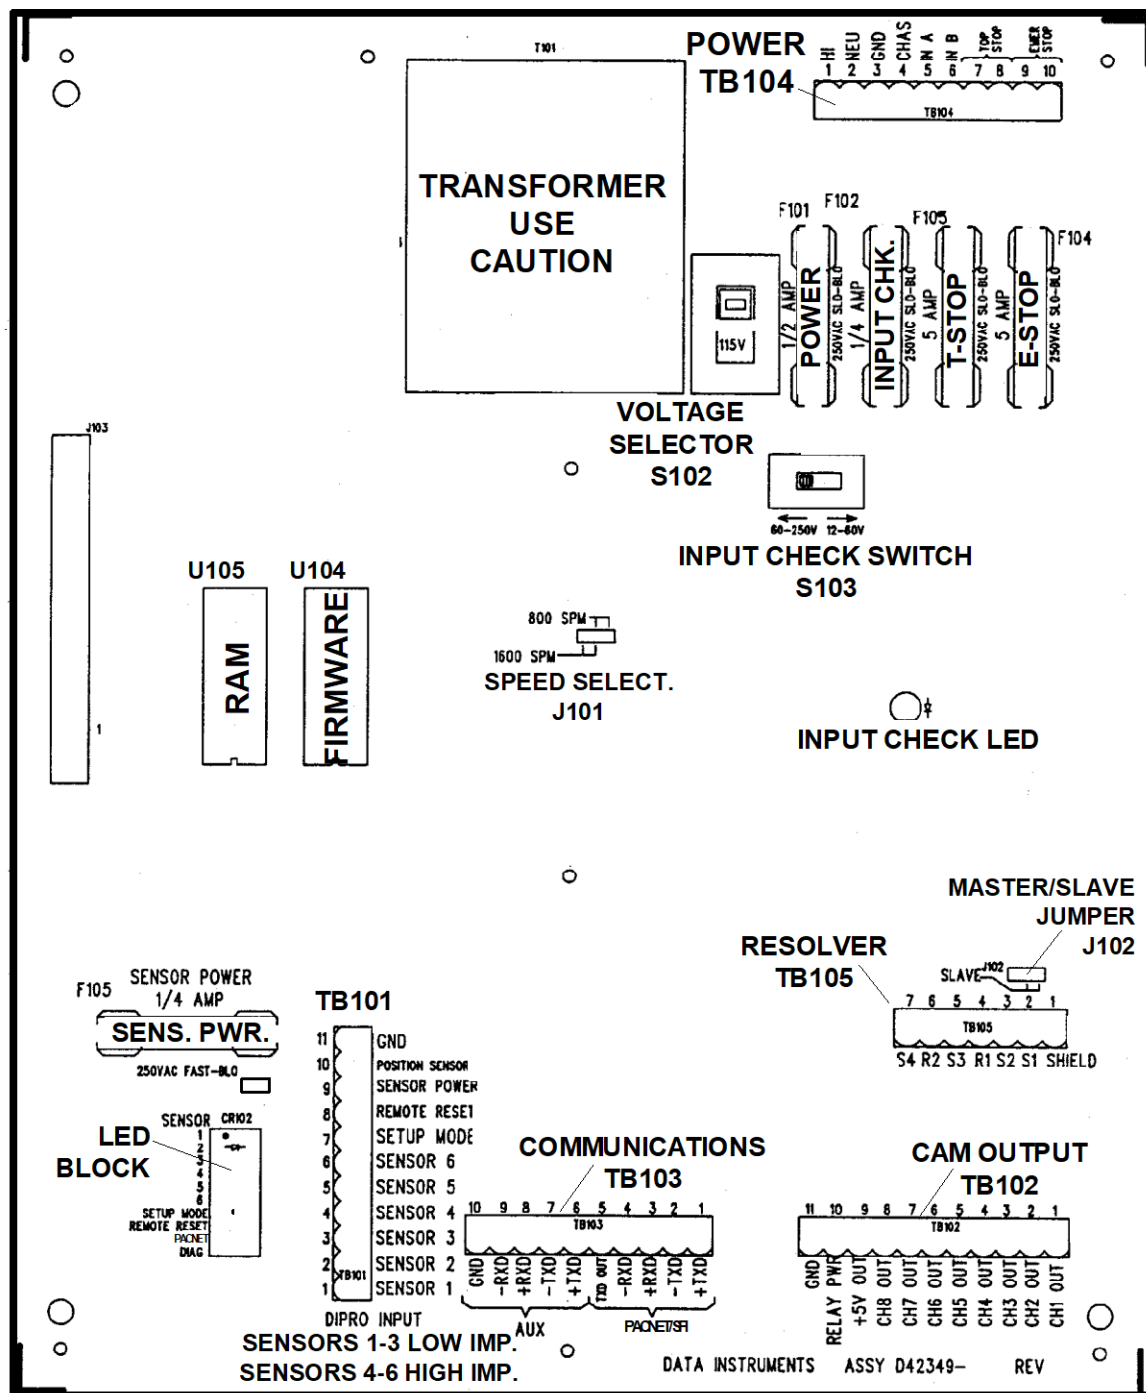 T101
POWER
TB104
HI
NEU
GND
CHAS
IN A
IN B
TOP STOP
EMER STOP
1 2 3 4 5 6 7 8 9 10
TB104
TRANSFORMER
USE
CAUTION
F101
F102
F105
F104
1/2 AMP
POWER
250VAC SLO-BLO
1/4 AMP
INPUT CHK.
250VAC SLO-BLO
5 AMP
T-STOP
250VAC SLO-BLO
5 AMP
E-STOP
250VAC SLO-BLO
115V
VOLTAGE
SELECTOR
S102
60-250V 12-60V
INPUT CHECK SWITCH
S103
J103
1
U105 U104
RAM
FIRMWARE
800 SPM
1600 SPM
SPEED SELECT.
J101
INPUT CHECK LED
MASTER/SLAVE
JUMPER
J102
RESOLVER
TB105
SLAVE
J102
7 6 5 4 3 2 1
TB105
S4 R2 S3 R1 S2 S1 SHIELD
F105
SENSOR POWER
1/4 AMP
SENS. PWR.
250VAC FAST-BLO
TB101
11 GND
10 POSITION SENSOR
9 SENSOR POWER
8 REMOTE RESET
7 SETUP MODE
6 SENSOR 6
5 SENSOR 5
4 SENSOR 4
3 SENSOR 3
2 SENSOR 2
1 SENSOR 1
TB101
DIPRO INPUT
SENSORS 1-3 LOW IMP.
SENSORS 4-6 HIGH IMP.
SENSOR CR102
1
2
3
4
5
6
SETUP MODE
REMOTE RESET
PACNET
DIAG
LED
BLOCK
COMMUNICATIONS
TB103
10 9 8 7 6 5 4 3 2 1
TB103
GND
-RXD
+RXD
-TXD
+TXD
TXD OUT
-RXD
+RXD
-TXD
+TXD
AUX
PACNET/SFI
CAM OUTPUT
TB102
11 10 9 8 7 6 5 4 3 2 1
TB102
GND
RELAY PWR
+5V OUT
CH8 OUT
CH7 OUT
CH6 OUT
CH5 OUT
CH4 OUT
CH3 OUT
CH2 OUT
CH1 OUT
DATA INSTRUMENTS ASSY D42349- REV